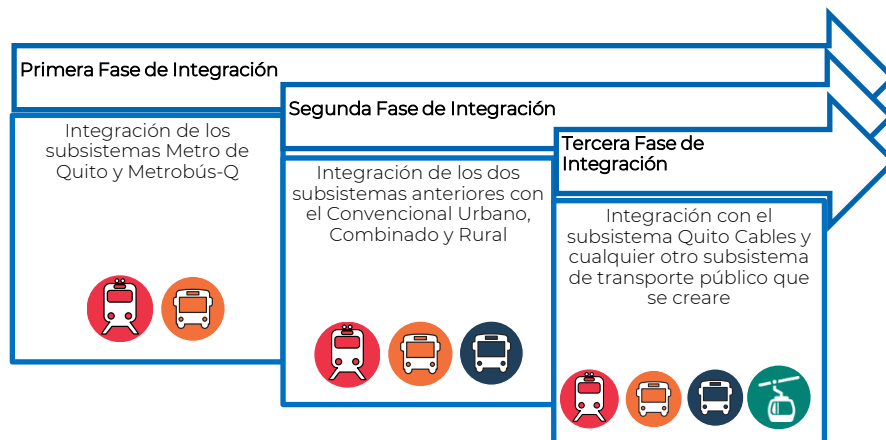 Primera Fase de Integración
Integración de los
subsistemas Metro de
Quito y Metrobús-Q
Segunda Fase de Integración
Integración de los dos
subsistemas anteriores con
el Convencional Urbano,
Combinado y Rural
Tercera Fase de
Integración
Integración con el
subsistema Quito Cables y
cualquier otro subsistema
de transporte público que
se creare